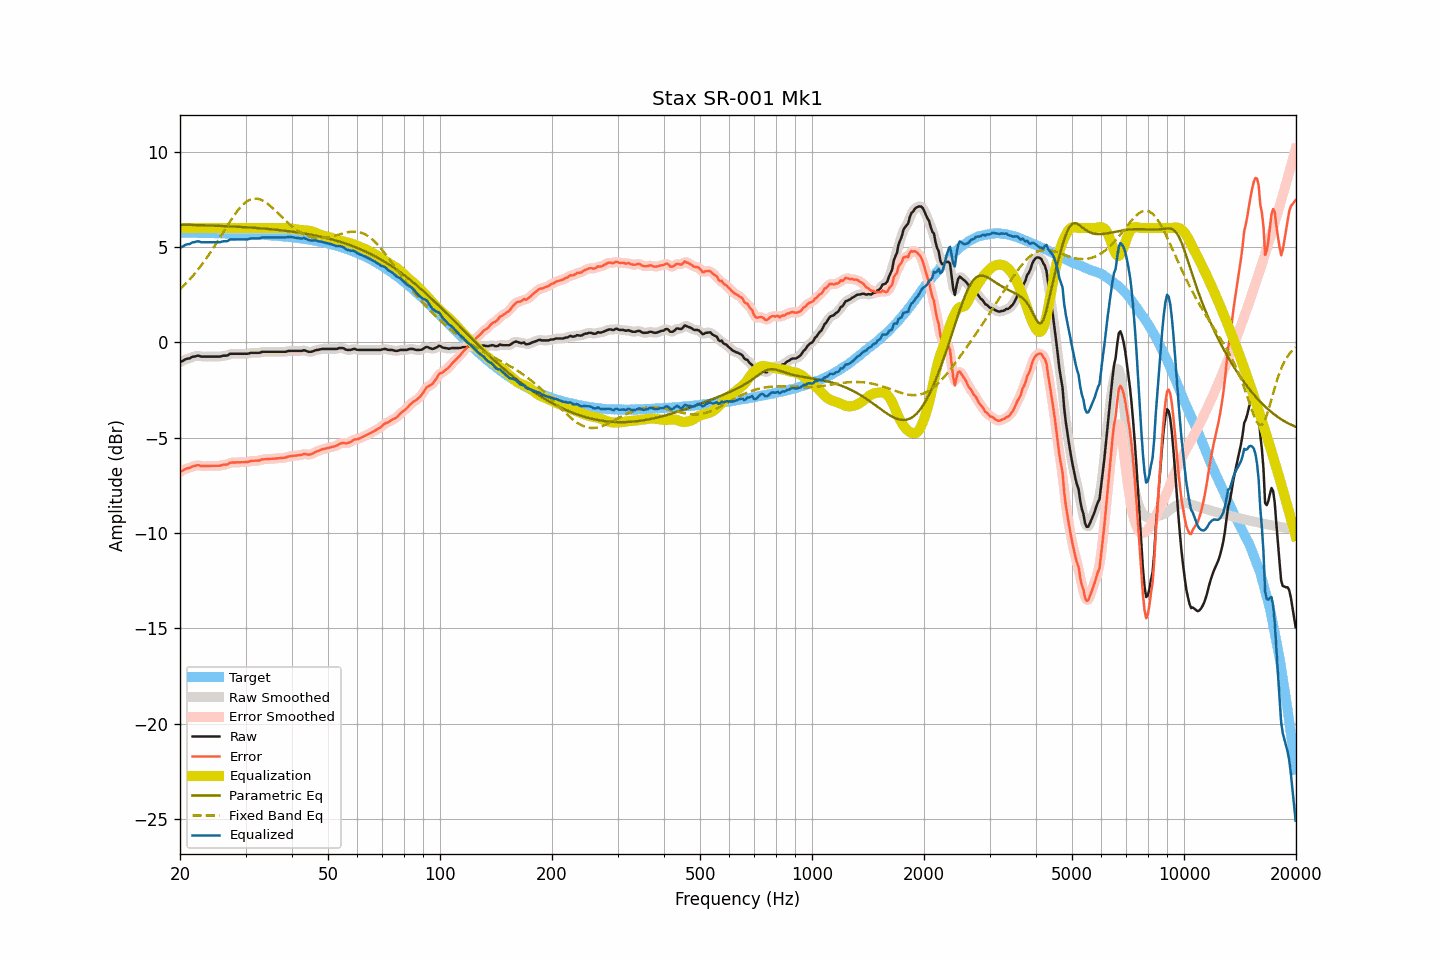 Stax SR-001 Mk1
Amplitude (dBr)
10
5
0
−5
−10
−15
−20
−25
Target
Raw Smoothed
Error Smoothed
Raw
Error
Equalization
Parametric Eq
Fixed Band Eq
Equalized
20 50 100 200 500 1000 2000 5000 10000 20000
Frequency (Hz)